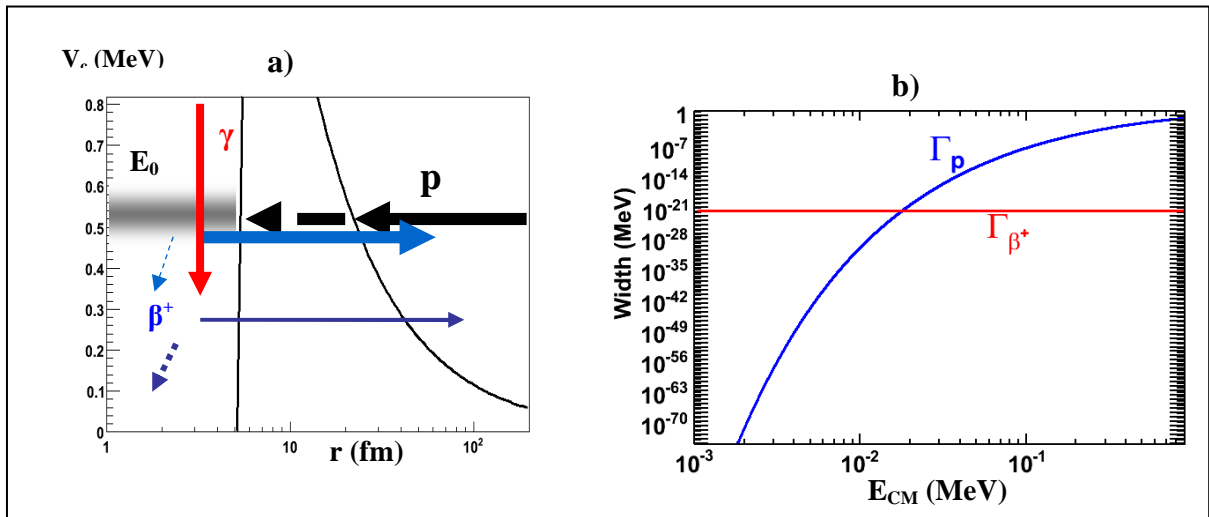 V_c (MeV)
a)
0.8
0.7
0.6
0.5
0.4
0.3
0.2
0.1
0
E₀
γ
p
β⁺
1
10
10²
r (fm)
b)
Width (MeV)
1
10⁻⁷
10⁻¹⁴
10⁻²¹
10⁻²⁸
10⁻³⁵
10⁻⁴²
10⁻⁴⁹
10⁻⁵⁶
10⁻⁶³
10⁻⁷⁰
Γₚ
Γ_β⁺
10⁻³
10⁻²
10⁻¹
E_CM (MeV)